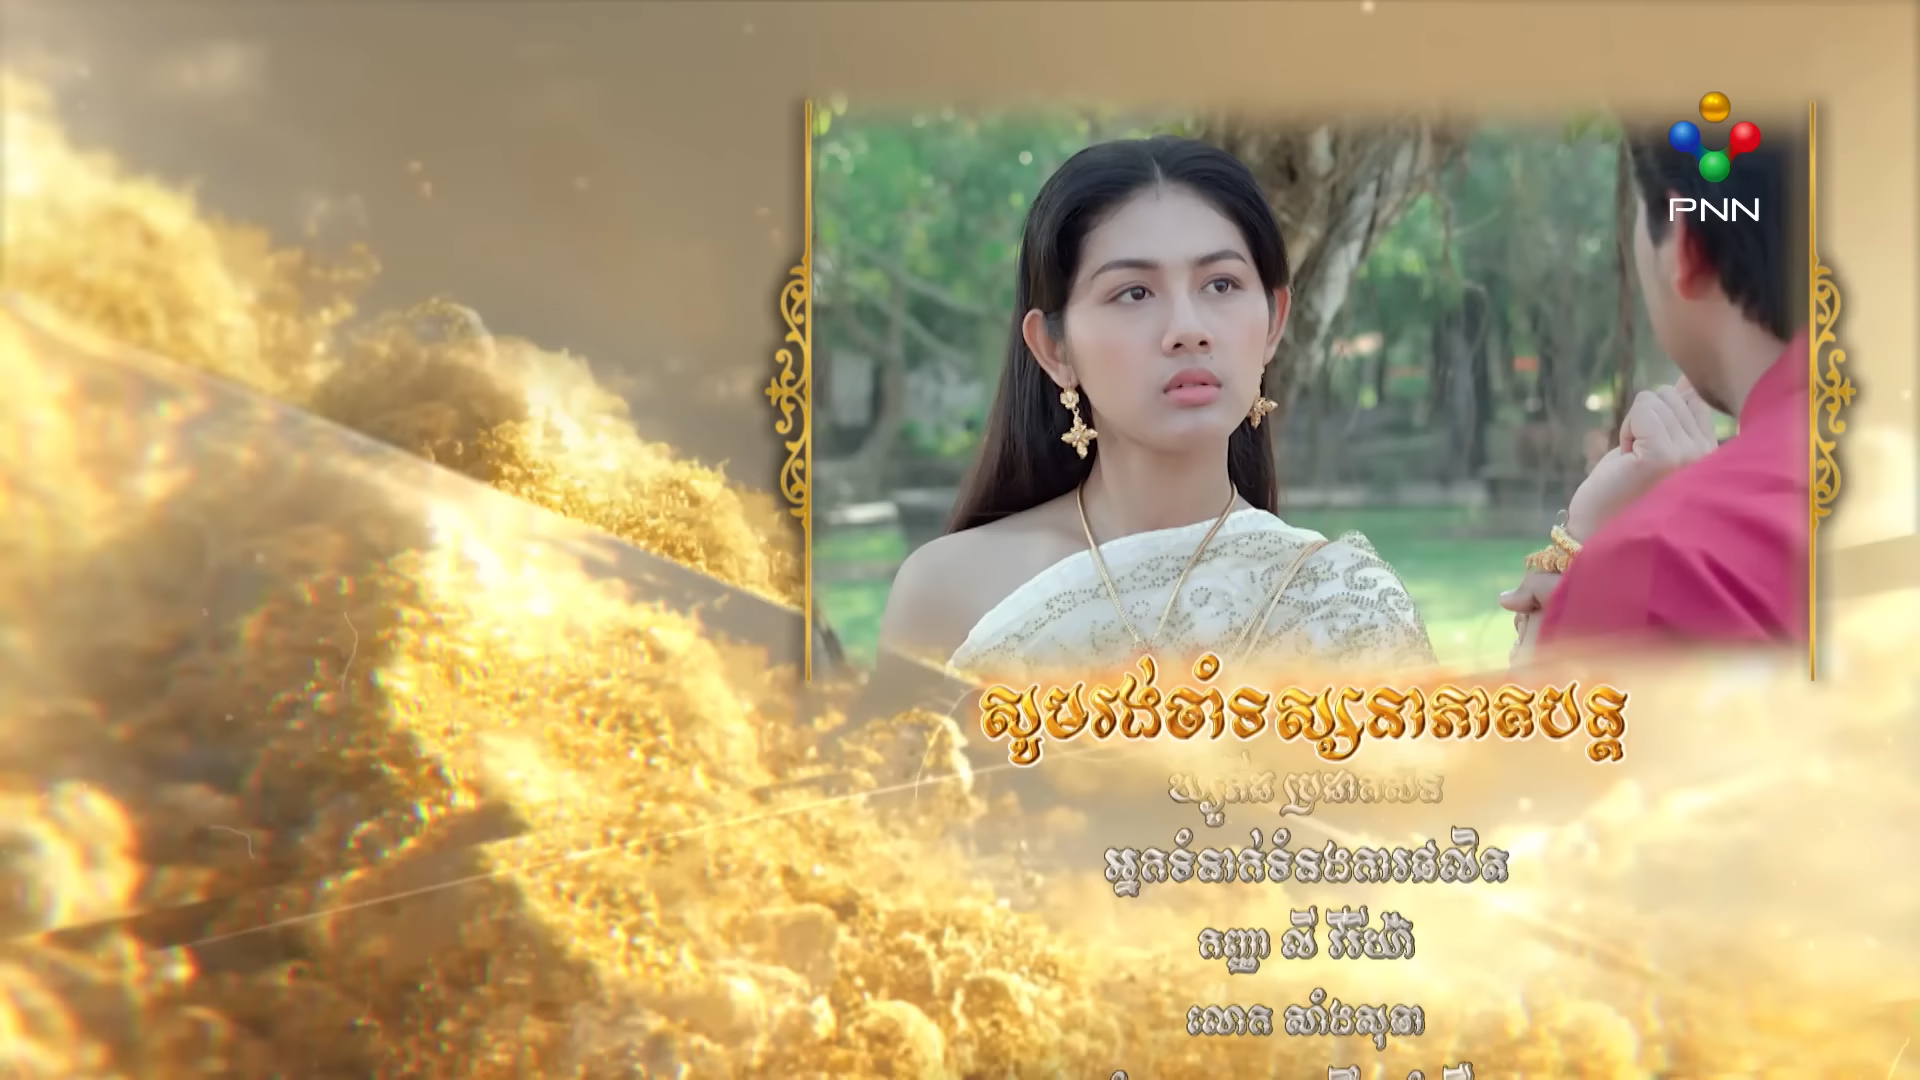 PNN
សូមរង់ចាំទស្សនាភាគបន្ត
អ្នកទំនាក់ទំនងការផលិត
កញ្ញា លី រីរីយ៉ា
លោក សាំងសុធា